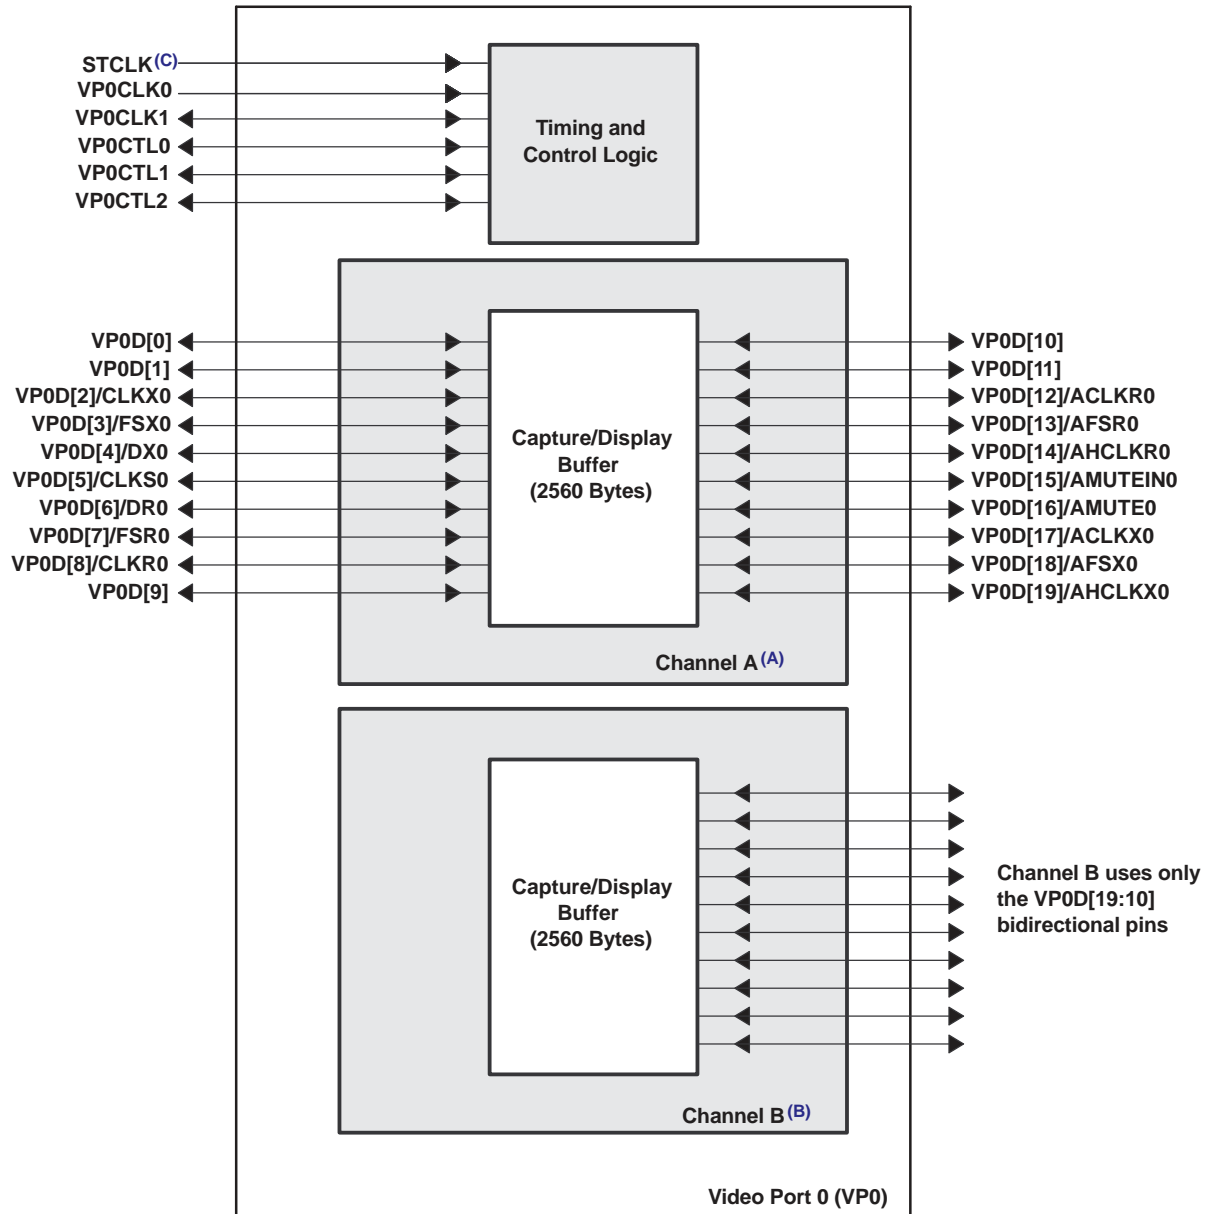 STCLK(C)
VP0CLK0
VP0CLK1
VP0CTL0
VP0CTL1
VP0CTL2
Timing and
Control Logic
VP0D[0]
VP0D[1]
VP0D[2]/CLKX0
VP0D[3]/FSX0
VP0D[4]/DX0
VP0D[5]/CLKS0
VP0D[6]/DR0
VP0D[7]/FSR0
VP0D[8]/CLKR0
VP0D[9]
Capture/Display
Buffer
(2560 Bytes)
VP0D[10]
VP0D[11]
VP0D[12]/ACLKR0
VP0D[13]/AFSR0
VP0D[14]/AHCLKR0
VP0D[15]/AMUTEIN0
VP0D[16]/AMUTE0
VP0D[17]/ACLKX0
VP0D[18]/AFSX0
VP0D[19]/AHCLKX0
Channel A(A)
Capture/Display
Buffer
(2560 Bytes)
Channel B uses only
the VP0D[19:10]
bidirectional pins
Channel B(B)
Video Port 0 (VP0)